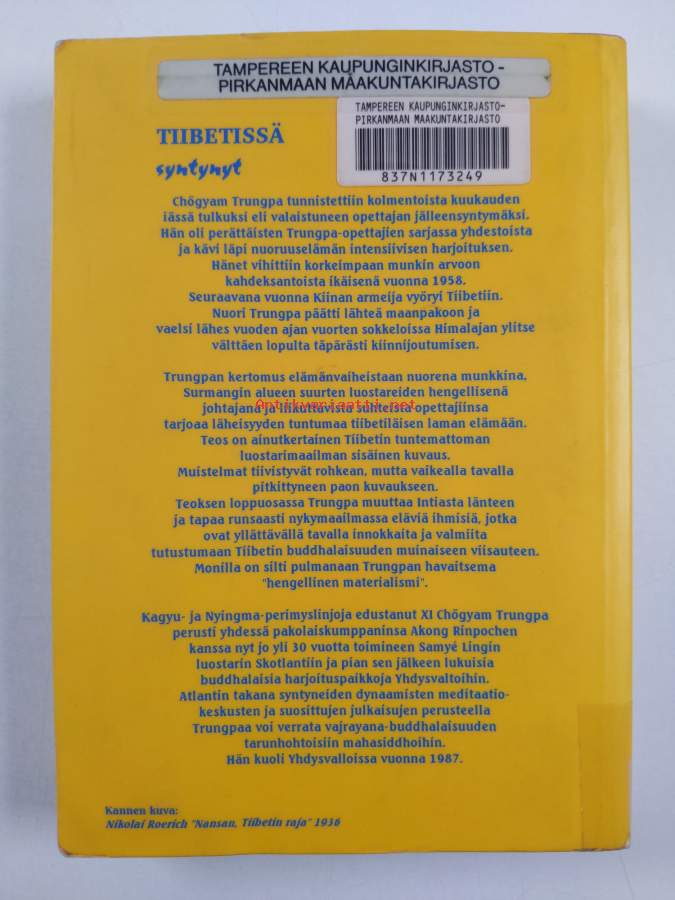 TAMPEREEN KAUPUNGINKIRJASTO -
PIRKANMAAN MAAKUNTAKIRJASTO
TAMPEREEN KAUPUNGINKIRJASTO-
PIRKANMAAN MAAKUNTAKIRJASTO
837N1173249
TIIBETISSÄ
syntynyt
Chögyam Trungpa tunnistettiin kolmentoista kuukauden
iässä tulkuksi eli valaistuneen opettajan jälleensyntymäksi.
Hän oli perättäisten Trungpa-opettajien sarjassa yhdestoista
ja kävi läpi nuoruuselämän intensiivisen harjoituksen.
Hänet vihittiin korkeimpaan munkin arvoon
kahdeksantoista ikäisenä vuonna 1958.
Seuraavana vuonna Kiinan armeija vyöryi Tiibetiin.
Nuori Trungpa päätti lähteä maanpakoon ja
vaelsi lähes vuoden ajan vuorten sokkeloissa Himalajan ylitse
välttäen lopulta täpärästi kiinnijoutumisen.
Trungpan kertomus elämänvaiheistaan nuorena munkkina,
Surmangin alueen suurten luostareiden hengellisenä
johtajana ja liikuttavista suhteista opettajiinsa
Antikvariaatti.net
tarjoaa läheisyyden tuntumaa tiibetiläisen laman elämään.
Teos on ainutkertainen Tiibetin tuntemattoman
luostarimaailman sisäinen kuvaus.
Muistelmat tiivistyvät rohkean, mutta vaikealla tavalla
pitkittyneen paon kuvaukseen.
Teoksen loppuosassa Trungpa muuttaa Intiasta länteen
ja tapaa runsaasti nykymaailmassa eläviä ihmisiä, jotka
ovat yllättävällä tavalla innokkaita ja valmiita
tutustumaan Tiibetin buddhalaisuuden muinaiseen viisauteen.
Monilla on silti pulmanaan Trungpan havaitsema
"hengellinen materialismi".
Kagyu- ja Nyingma-perimyslinjoja edustanut XI Chögyam Trungpa
perusti yhdessä pakolaiskumppaninsa Akong Rinpochen
kanssa nyt jo yli 30 vuotta toimineen Samyé Lingin
luostarin Skotlantiin ja pian sen jälkeen lukuisia
buddhalaisia harjoituspaikkoja Yhdysvaltoihin.
Atlantin takana syntyneiden dynaamisten meditaatio-
keskusten ja suosittujen julkaisujen perusteella
Trungpaa voi verrata vajrayana-buddhalaisuuden
tarunhohtoisiin mahasiddhoihin.
Hän kuoli Yhdysvalloissa vuonna 1987.
Kannen kuva:
Nikolai Roerich "Nansan, Tiibetin raja" 1936